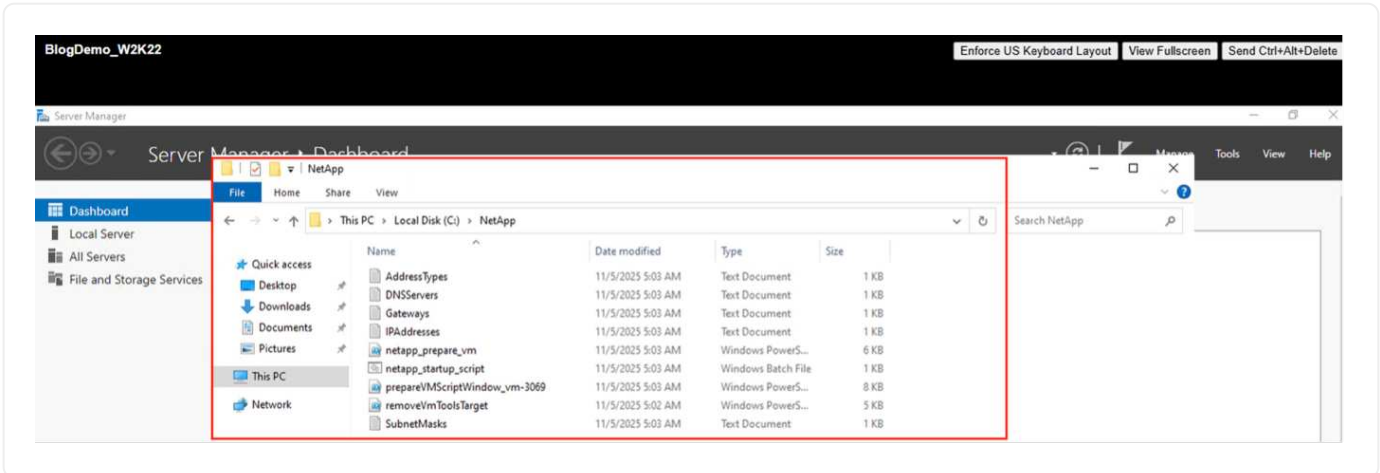 BlogDemo_W2K22
Enforce US Keyboard Layout View Fullscreen Send Ctrl+Alt+Delete
Server Manager
Server Manager Dashboard
Manage Tools View Help
NetApp
File Home Share View
This PC > Local Disk (C:) > NetApp
Search NetApp
Dashboard
Local Server
All Servers
File and Storage Services
Quick access
Desktop
Downloads
Documents
Pictures
This PC
Network
Name Date modified Type Size
AddressTypes 11/5/2025 5:03 AM Text Document 1 KB
DNSServers 11/5/2025 5:03 AM Text Document 1 KB
Gateways 11/5/2025 5:03 AM Text Document 1 KB
IPAddresses 11/5/2025 5:03 AM Text Document 1 KB
netapp_prepare_vm 11/5/2025 5:03 AM Windows PowerS... 6 KB
netapp_startup_script 11/5/2025 5:03 AM Windows Batch File 1 KB
prepareVMScriptWindow_vm-3069 11/5/2025 5:03 AM Windows PowerS... 8 KB
removeVmToolsTarget 11/5/2025 5:02 AM Windows PowerS... 5 KB
SubnetMasks 11/5/2025 5:03 AM Text Document 1 KB